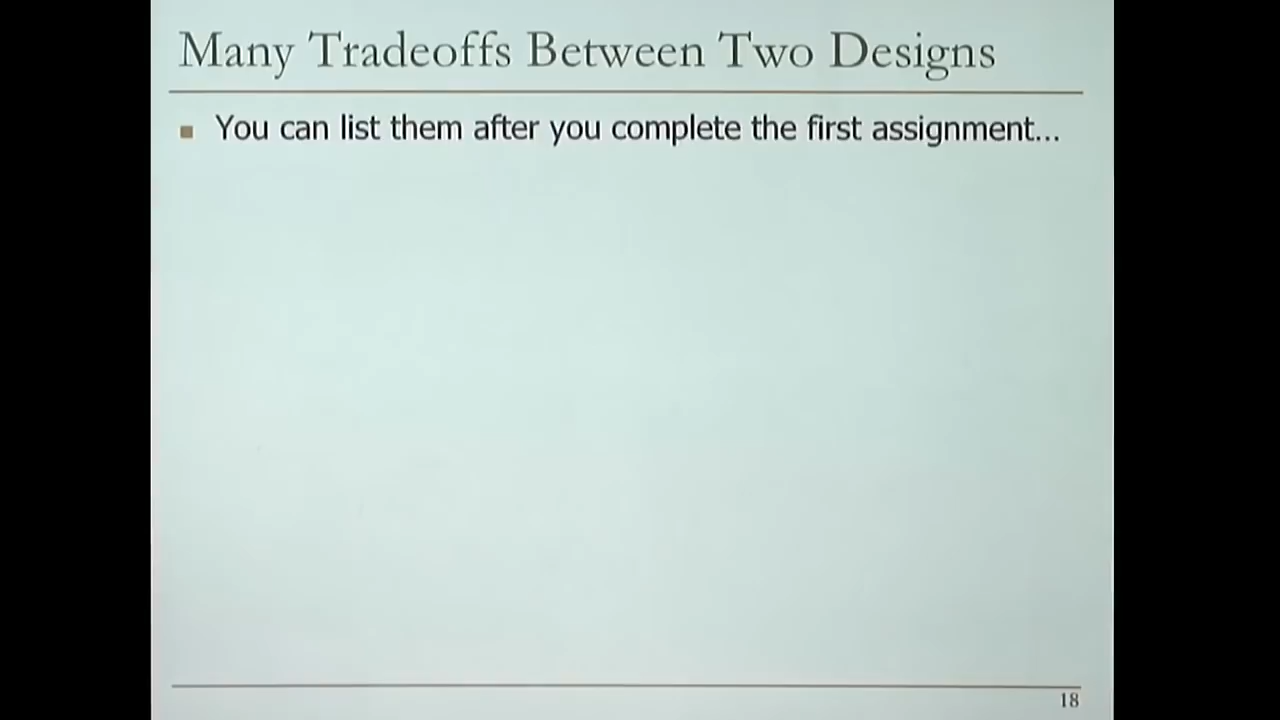 Many Tradeoffs Between Two Designs
You can list them after you complete the first assignment...
18